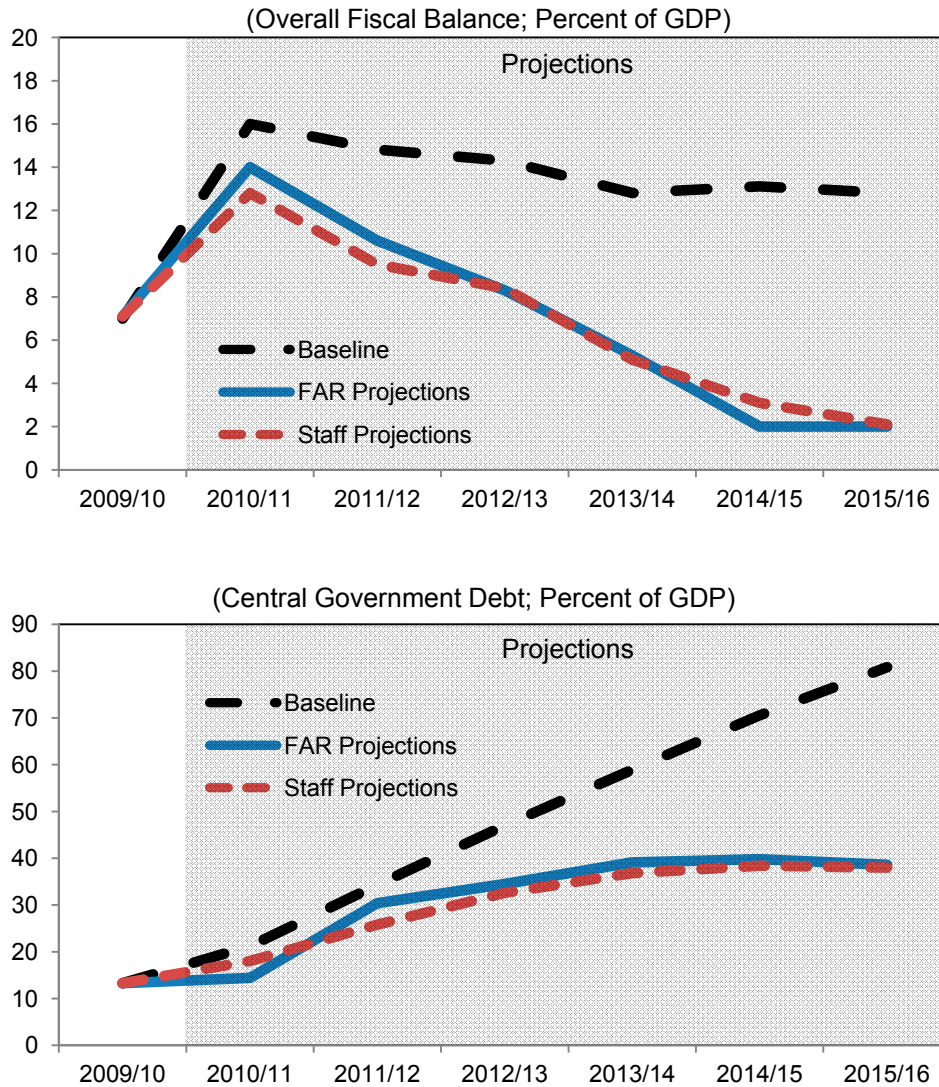 (Overall Fiscal Balance; Percent of GDP)
20
18
16
14
12
10
8
6
4
2
0
Projections
Baseline
FAR Projections
Staff Projections
2009/10 2010/11 2011/12 2012/13 2013/14 2014/15 2015/16
(Central Government Debt; Percent of GDP)
90
80
70
60
50
40
30
20
10
0
Projections
Baseline
FAR Projections
Staff Projections
2009/10 2010/11 2011/12 2012/13 2013/14 2014/15 2015/16